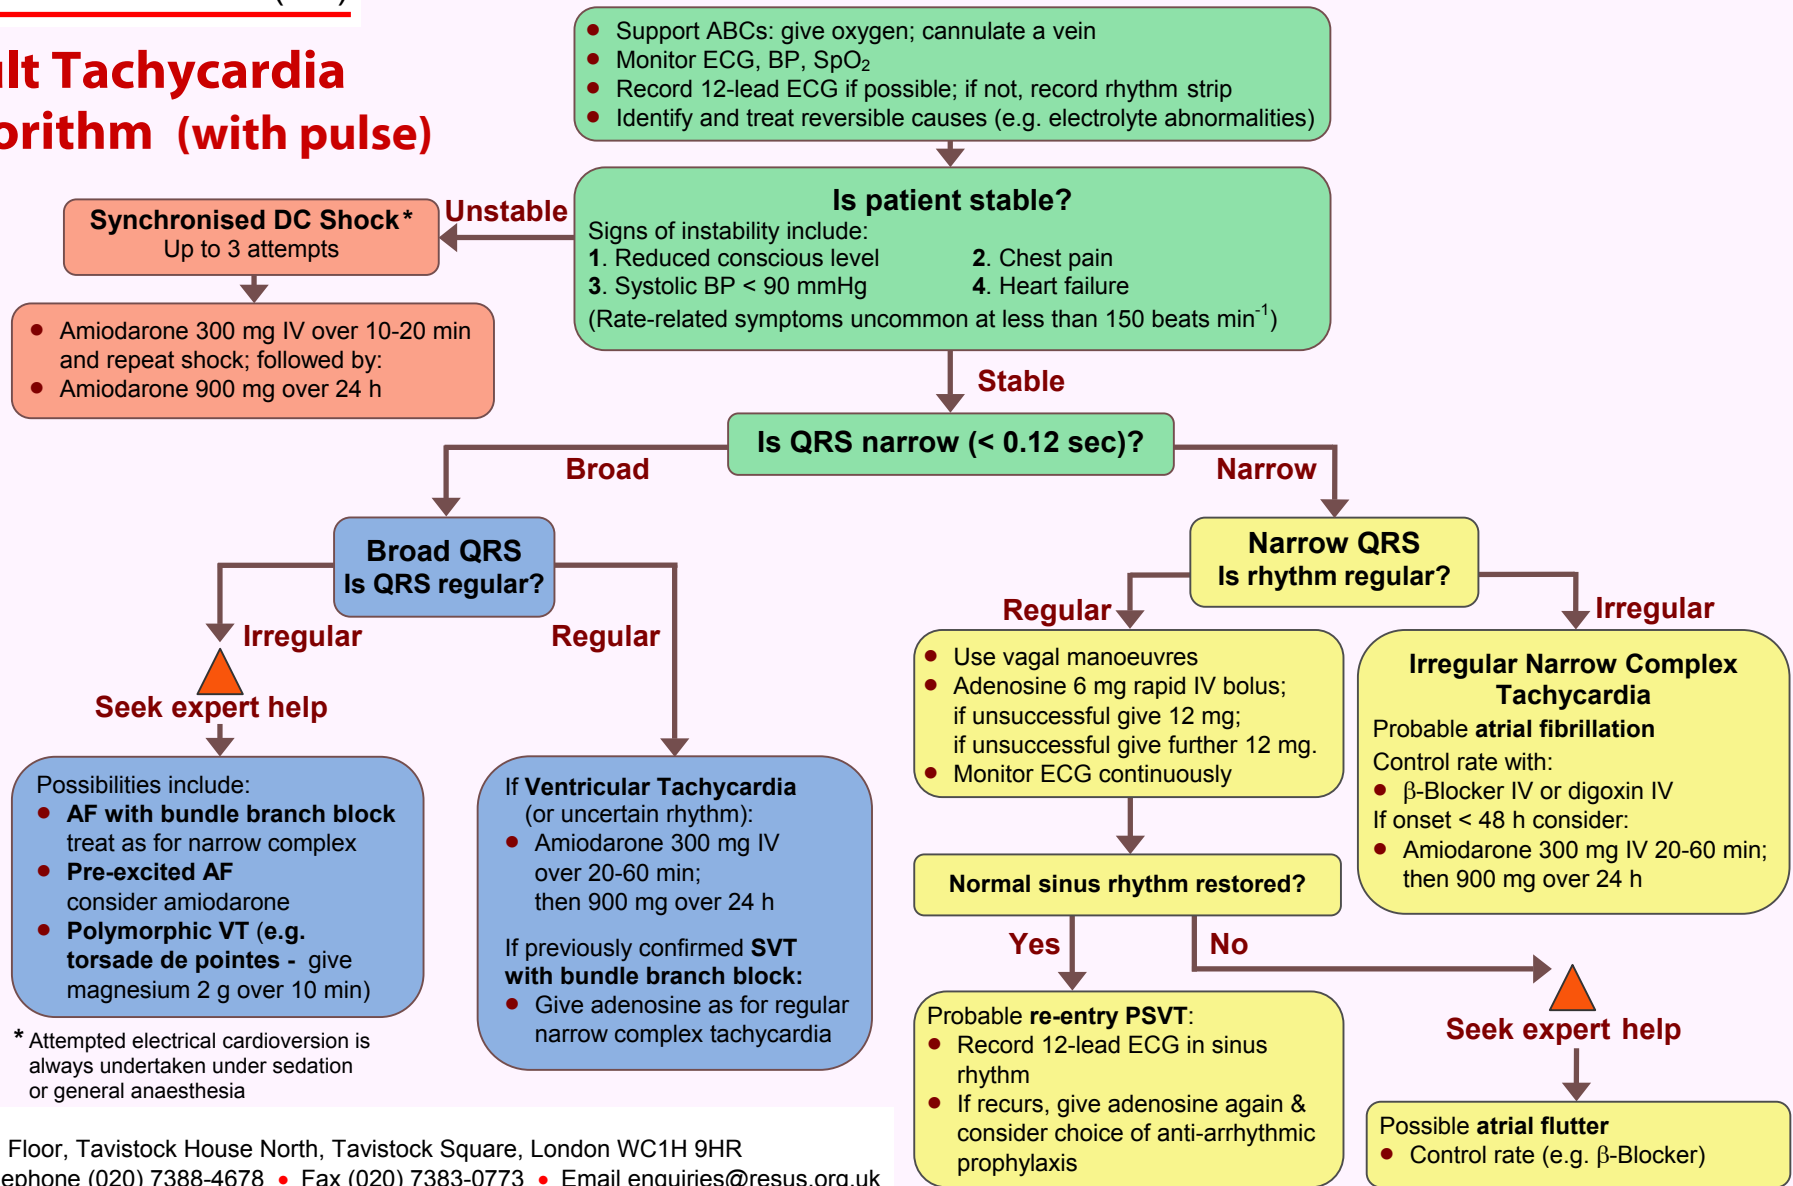 ult Tachycardia
orithm (with pulse)
● Support ABCs: give oxygen; cannulate a vein
● Monitor ECG, BP, SpO₂
● Record 12-lead ECG if possible; if not, record rhythm strip
● Identify and treat reversible causes (e.g. electrolyte abnormalities)
Is patient stable?
Signs of instability include:
1. Reduced conscious level 2. Chest pain
3. Systolic BP < 90 mmHg 4. Heart failure
(Rate-related symptoms uncommon at less than 150 beats min⁻¹)
Unstable
Synchronised DC Shock*
Up to 3 attempts
● Amiodarone 300 mg IV over 10-20 min
and repeat shock; followed by:
● Amiodarone 900 mg over 24 h
Stable
Is QRS narrow (< 0.12 sec)?
Broad
Narrow
Broad QRS
Is QRS regular?
Irregular
Regular
Seek expert help
Possibilities include:
● AF with bundle branch block
treat as for narrow complex
● Pre-excited AF
consider amiodarone
● Polymorphic VT (e.g.
torsade de pointes - give
magnesium 2 g over 10 min)
If Ventricular Tachycardia
(or uncertain rhythm):
● Amiodarone 300 mg IV
over 20-60 min;
then 900 mg over 24 h
If previously confirmed SVT
with bundle branch block:
● Give adenosine as for regular
narrow complex tachycardia
Narrow QRS
Is rhythm regular?
Regular
Irregular
● Use vagal manoeuvres
● Adenosine 6 mg rapid IV bolus;
if unsuccessful give 12 mg;
if unsuccessful give further 12 mg.
● Monitor ECG continuously
Irregular Narrow Complex
Tachycardia
Probable atrial fibrillation
Control rate with:
● β-Blocker IV or digoxin IV
If onset < 48 h consider:
● Amiodarone 300 mg IV 20-60 min;
then 900 mg over 24 h
Normal sinus rhythm restored?
Yes
No
Probable re-entry PSVT:
● Record 12-lead ECG in sinus
rhythm
● If recurs, give adenosine again &
consider choice of anti-arrhythmic
prophylaxis
Seek expert help
Possible atrial flutter
● Control rate (e.g. β-Blocker)
* Attempted electrical cardioversion is
always undertaken under sedation
or general anaesthesia
Floor, Tavistock House North, Tavistock Square, London WC1H 9HR
ephone (020) 7388-4678 ● Fax (020) 7383-0773 ● Email enquiries@resus.org.uk